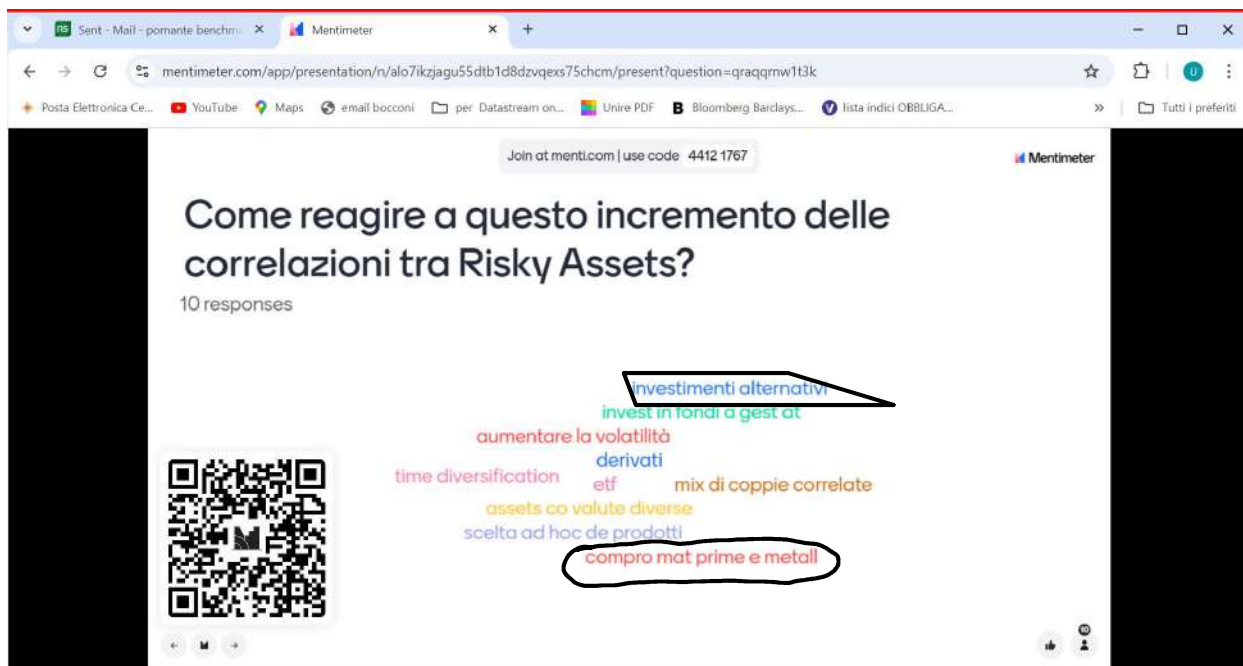 Sent - Mail - pomante benchm
Mentimeter
mentimeter.com/app/presentation/n/alo7ikzjagu55dtb1d8dzvqexs75chcm/present?question=qraqqrnw1t3k
Posta Elettronica Ce... YouTube Maps email bocconi per Datastream on... Unire PDF Bloomberg Barclays... lista indici OBBLIGA... » Tutti i preferiti
Join at menti.com | use code 4412 1767
Mentimeter
Come reagire a questo incremento delle
correlazioni tra Risky Assets?
10 responses
investimenti alternativi
invest in fondi a gest at
aumentare la volatilità
derivati
time diversification
etf
mix di coppie correlate
assets co valute diverse
scelta ad hoc de prodotti
compro mat prime e metall
10